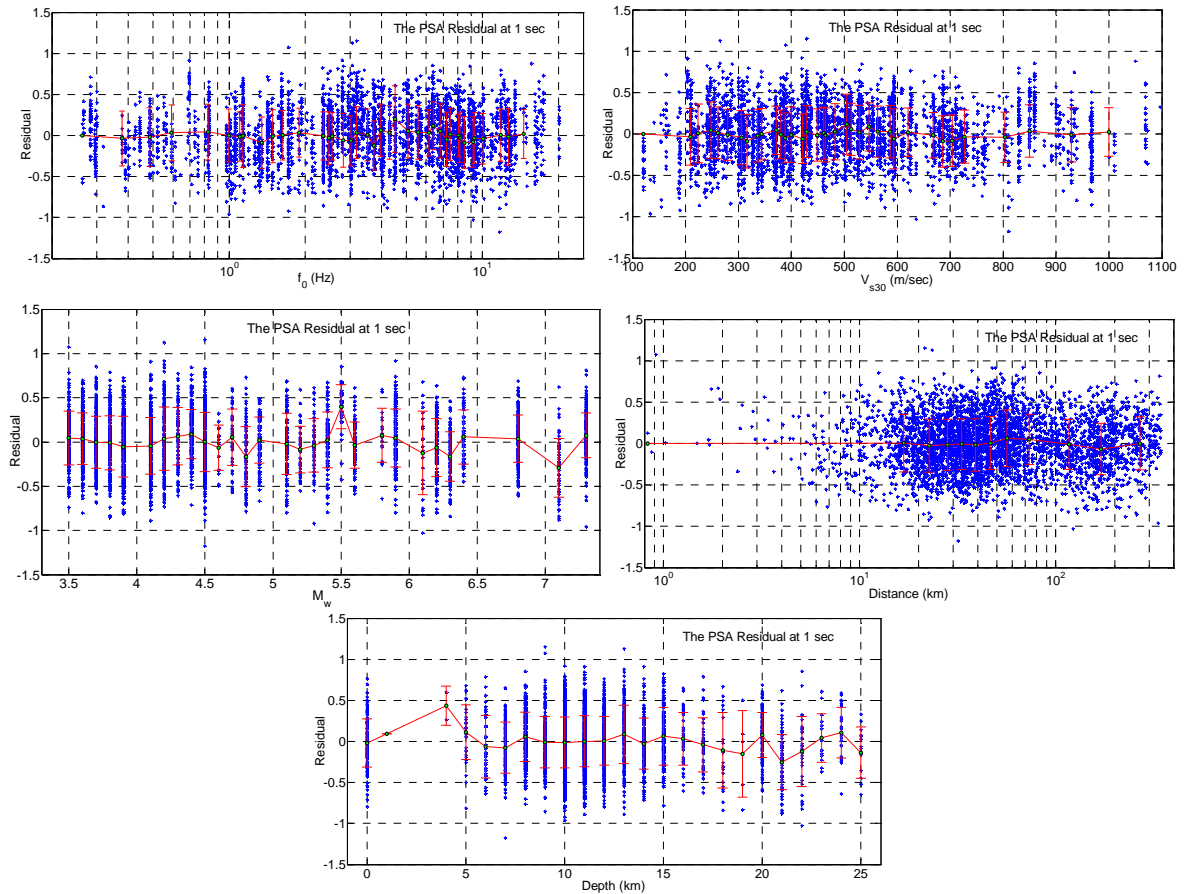 The PSA Residual at 1 sec
1.5
1
0.5
0
-0.5
-1
-1.5
Residual
10^0
10^1
f_0 (Hz)
The PSA Residual at 1 sec
1.5
1
0.5
0
-0.5
-1
-1.5
Residual
100 200 300 400 500 600 700 800 900 1000 1100
V_s30 (m/sec)
The PSA Residual at 1 sec
1.5
1
0.5
0
-0.5
-1
-1.5
Residual
3.5 4 4.5 5 5.5 6 6.5 7
M_w
The PSA Residual at 1 sec
1.5
1
0.5
0
-0.5
-1
-1.5
Residual
10^0 10^1 10^2
Distance (km)
The PSA Residual at 1 sec
1.5
1
0.5
0
-0.5
-1
-1.5
Residual
0 5 10 15 20 25
Depth (km)